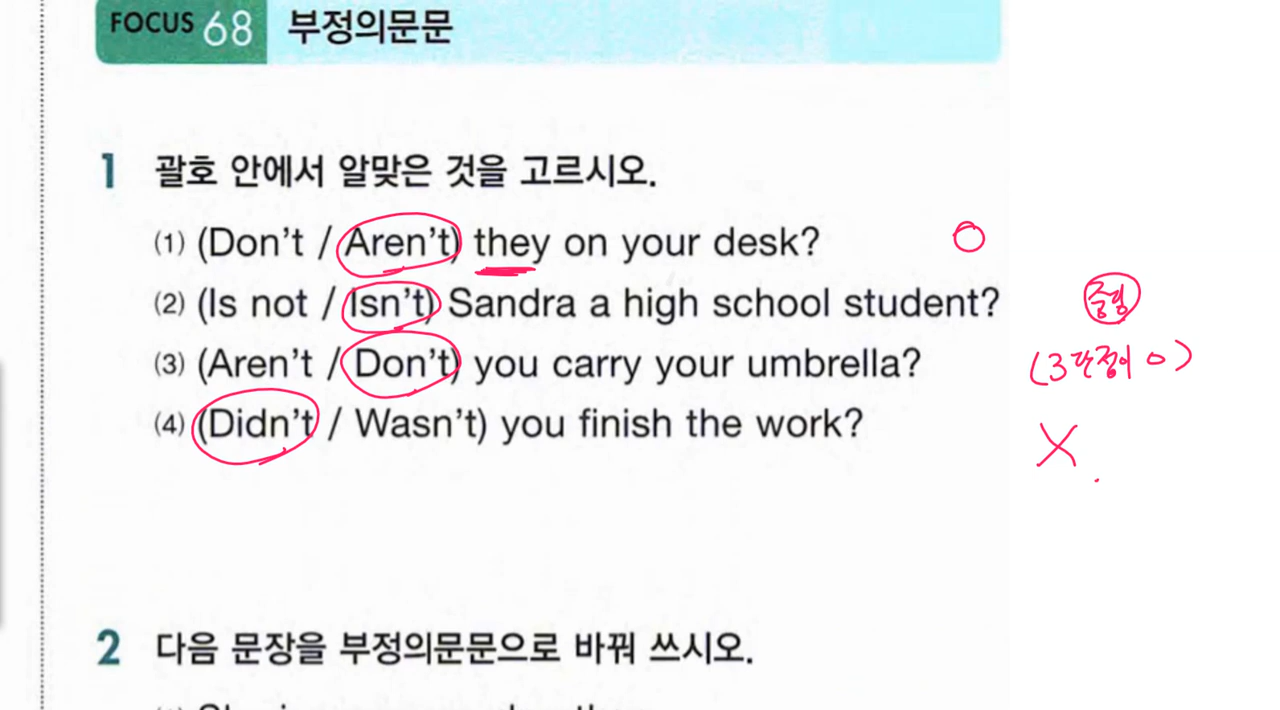 FOCUS 68 부정의문문
1 괄호 안에서 알맞은 것을 고르시오.
(1) (Don't / Aren't) they on your desk?
(2) (Is not / Isn't) Sandra a high school student?
(3) (Aren't / Don't) you carry your umbrella?
(4) (Didn't / Wasn't) you finish the work?
X
2 다음 문장을 부정의문문으로 바꿔 쓰시오.